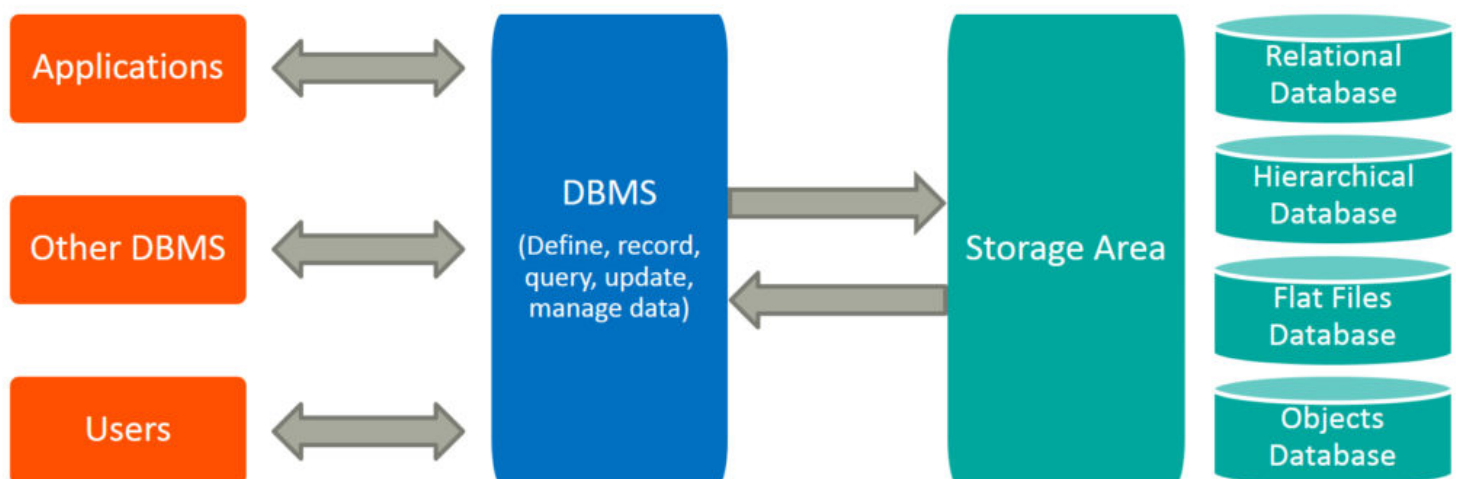 Applications
Other DBMS
Users
DBMS
(Define, record,
query, update,
manage data)
Storage Area
Relational
Database
Hierarchical
Database
Flat Files
Database
Objects
Database